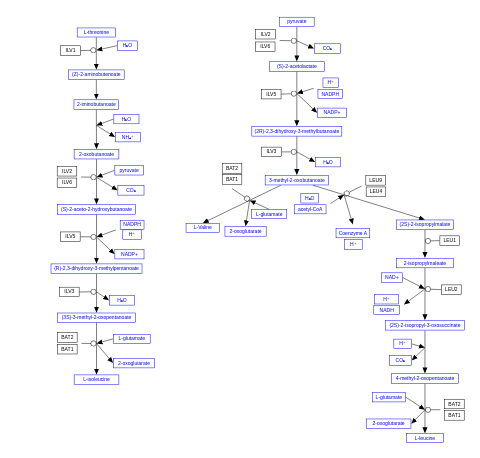 L-threonine
ILV1
H₂O
(Z)-2-aminobutenoate
2-iminobutanoate
H₂O
NH₄⁺
2-oxobutanoate
ILV2
ILV6
pyruvate
CO₂
(S)-2-aceto-2-hydroxybutanoate
NADPH
H⁺
ILV5
NADP+
(R)-2,3-dihydroxy-3-methylpentanoate
ILV3
H₂O
(3S)-3-methyl-2-oxopentanoate
BAT2
BAT1
L-glutamate
2-oxoglutarate
L-isoleucine
pyruvate
ILV2
ILV6
CO₂
(S)-2-acetolactate
H⁺
NADPH
ILV5
NADP+
(2R)-2,3-dihydroxy-3-methylbutanoate
ILV3
H₂O
3-methyl-2-oxobutanoate
BAT2
BAT1
L-glutamate
L-Valine
2-oxoglutarate
LEU9
LEU4
H₂O
acetyl-CoA
Coenzyme A
H⁺
(2S)-2-isopropylmalate
LEU1
2-isopropylmaleate
NAD+
LEU2
H⁺
NADH
(2S)-2-isopropyl-3-oxosuccinate
H⁺
CO₂
4-methyl-2-oxopentanoate
L-glutamate
BAT2
BAT1
2-oxoglutarate
L-leucine